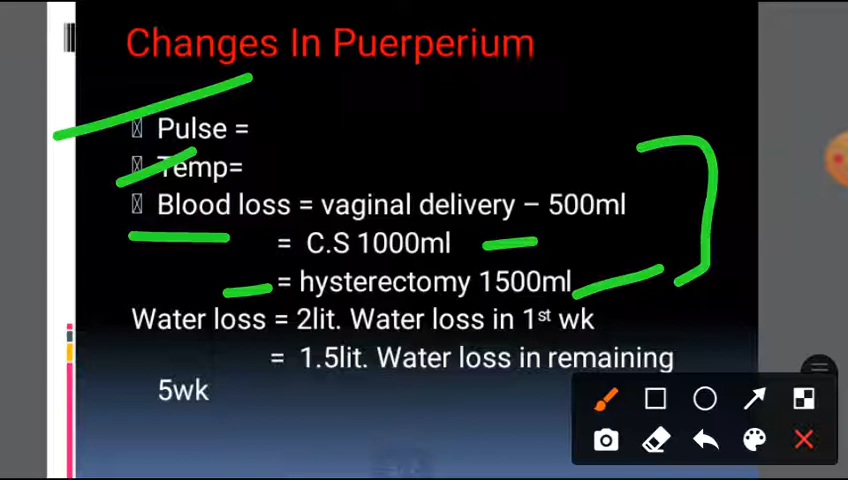 Changes In Puerperium
Pulse =
Temp=
Blood loss = vaginal delivery – 500ml
= C.S 1000ml
= hysterectomy 1500ml
Water loss = 2lit. Water loss in 1st wk
= 1.5lit. Water loss in remaining
5wk